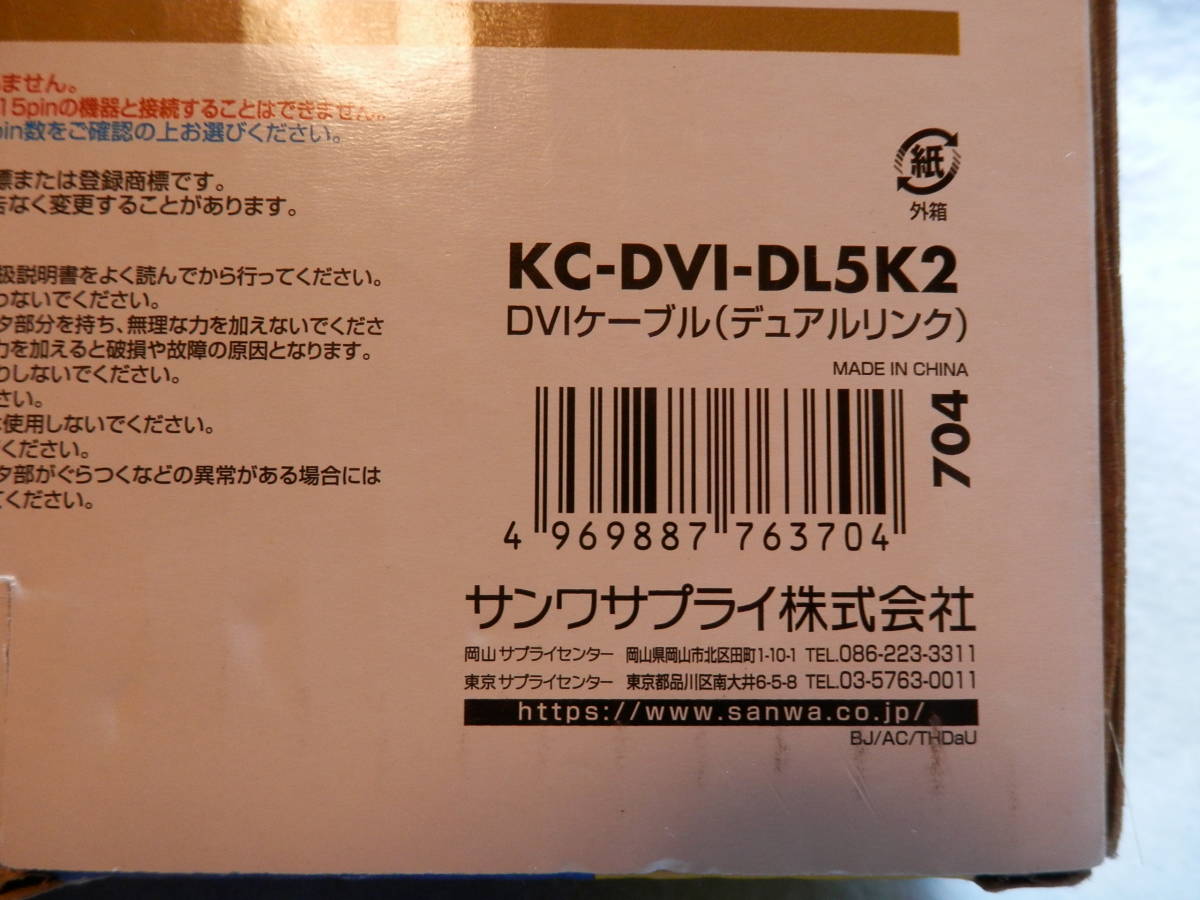 ません。
15pinの機器と接続することはできません。
pin数をご確認の上お選びください。
標または登録商標です。
告なく変更することがあります。
扱説明書をよく読んでから行ってください。
わないでください。
タ部分を持ち、無理な力を加えないでくださ
力を加えると破損や故障の原因となります。
りしないでください。
さい。
使用しないでください。
ください。
タ部がぐらつくなどの異常がある場合には
てください。
紙
外箱
KC-DVI-DL5K2
DVIケーブル(デュアルリンク)
MADE IN CHINA
704
4 969887 763704
サンワサプライ株式会社
岡山サプライセンター 岡山県岡山市北区田町1-10-1 TEL.086-223-3311
東京サプライセンター 東京都品川区南大井6-5-8 TEL.03-5763-0011
https://www.sanwa.co.jp/
BJ/AC/THDaU